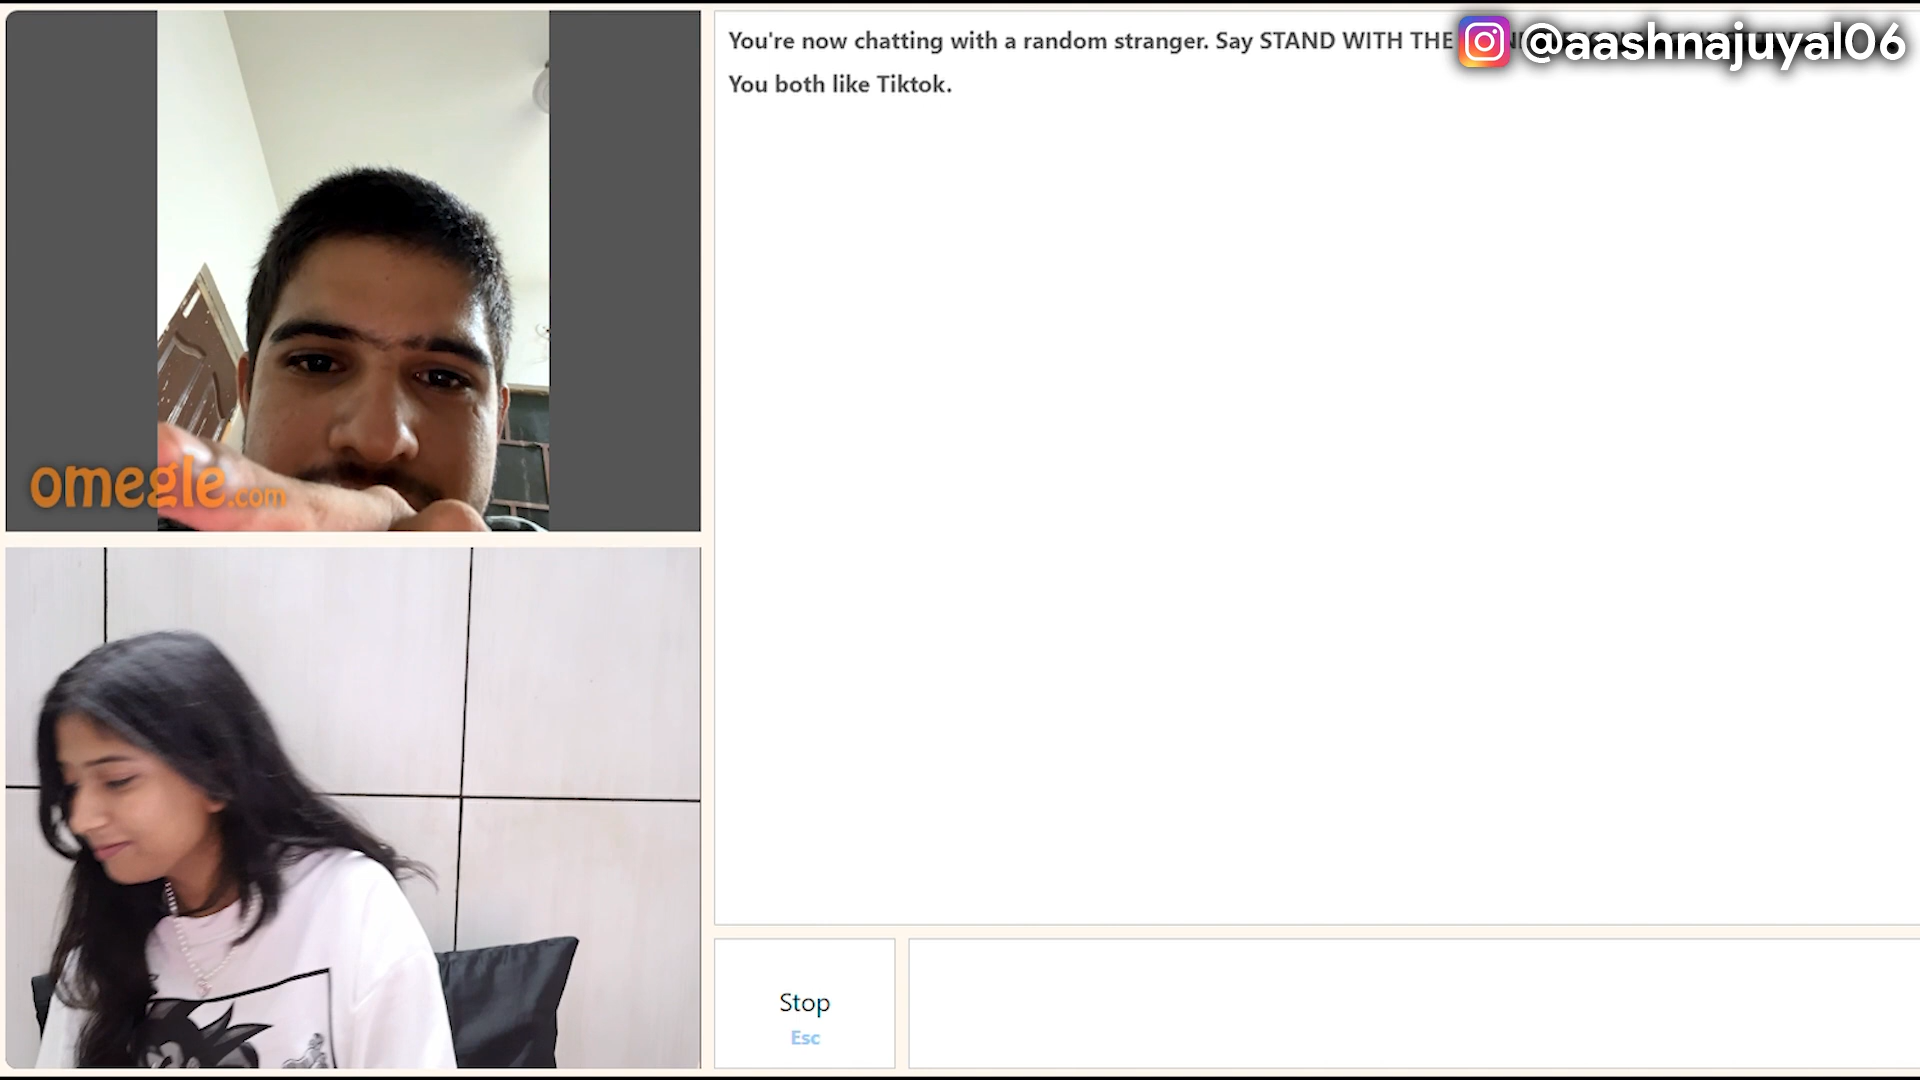 You're now chatting with a random stranger. Say STAND WITH THE
@aashnajuyal06
You both like Tiktok.
omegle.com
Stop
Esc